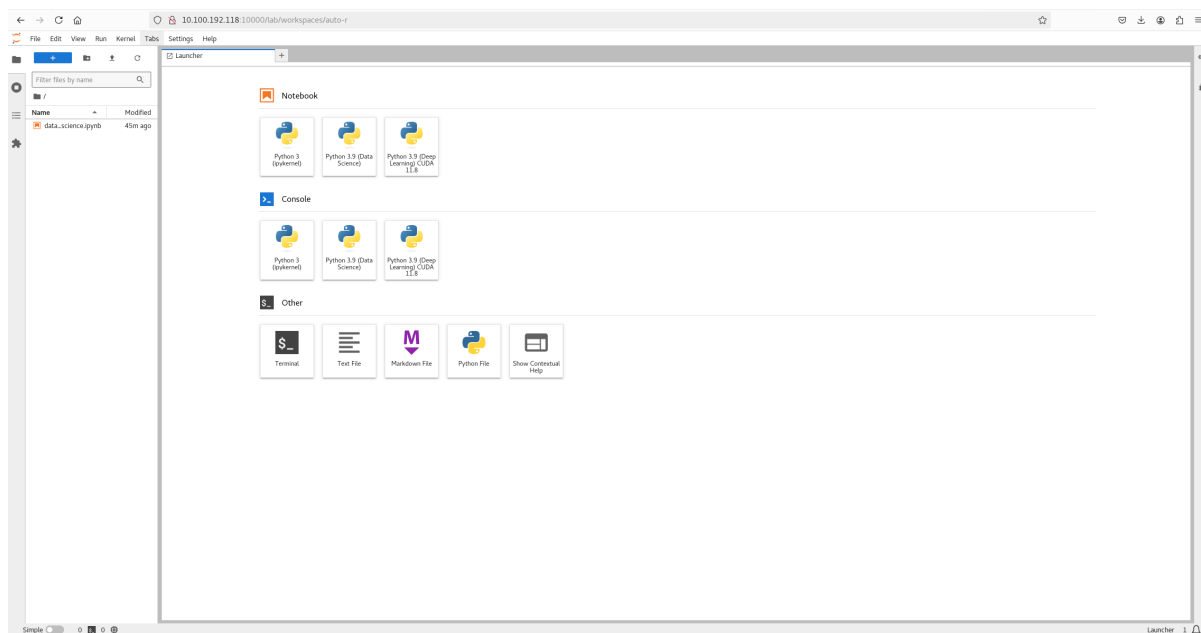 10.100.192.118:10000/lab/workspaces/auto-r
File Edit View Run Kernel Tabs Settings Help
Filter files by name
/
Name Modified
data_science.ipynb 45m ago
Launcher
Notebook
Python 3
(ipykernel)
Python 3.9 (Data
Science)
Python 3.9 (Deep
Learning) CUDA
11.8
Console
Python 3
(ipykernel)
Python 3.9 (Data
Science)
Python 3.9 (Deep
Learning) CUDA
11.8
$_ Other
$_
Terminal
Text File
M
Markdown File
Python File
Show Contextual
Help
Simple 0 $_ 0
Launcher 1